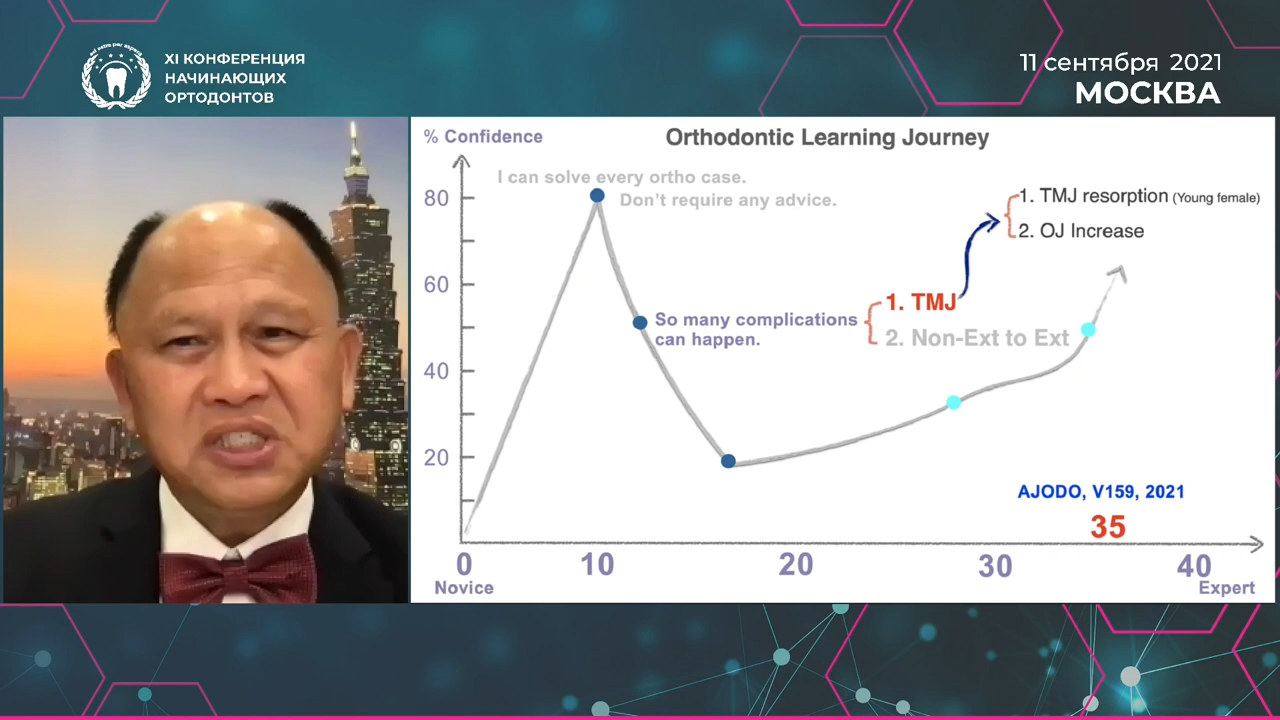 XI КОНФЕРЕНЦИЯ
НАЧИНАЮЩИХ
ОРТОДОНТОВ
11 сентября 2021
МОСКВА
% Confidence
Orthodontic Learning Journey
I can solve every ortho case.
Don't require any advice.
80
60
40
20
1. TMJ resorption (Young female)
2. OJ Increase
So many complications
can happen.
1. TMJ
2. Non-Ext to Ext
AJODO, V159, 2021
35
0 10 20 30 40
Novice
Expert